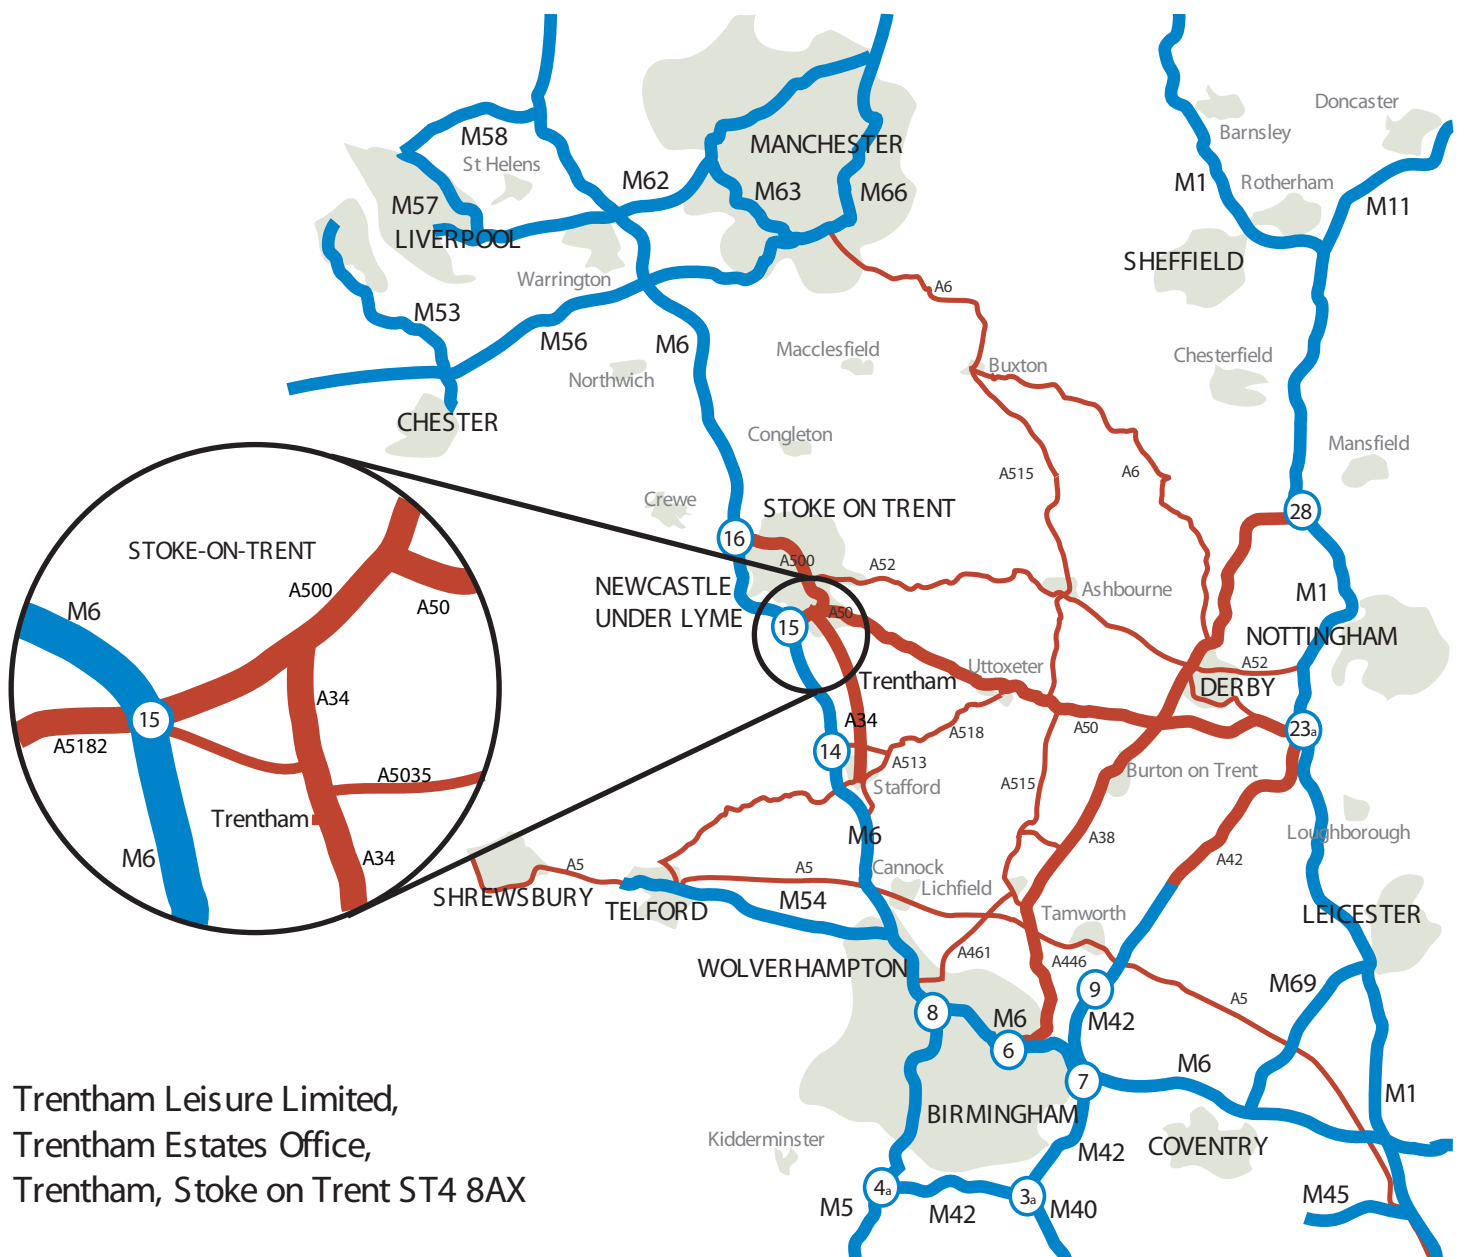 Doncaster
Barnsley
M58
MANCHESTER
St Helens
M62
M1
Rotherham
M57
M63
M66
M11
LIVERPOOL
SHEFFIELD
Warrington
A6
M53
M56
M6
Macclesfield
Chesterfield
Buxton
Northwich
CHESTER
Congleton
Mansfield
A515
A6
Crewe
STOKE ON TRENT
28
16
STOKE-ON-TRENT
A500
A52
NEWCASTLE
UNDER LYME
Ashbourne
A500
M1
M6
A50
A50
15
NOTTINGHAM
Uttoxeter
A52
Trentham
DERBY
A34
15
A34
A518
A50
23a
A5182
14
A513
A5035
Burton on Trent
Stafford
A515
Trentham
M6
Loughborough
A38
M6
A34
A42
A5
A5
Cannock
Lichfield
SHREWSBURY
TELFORD
M54
Tamworth
LEICESTER
A461
A446
WOLVERHAMPTON
M69
9
A5
8
M6
M42
6
M6
7
M1
Trentham Leisure Limited,
BIRMINGHAM
Trentham Estates Office,
Kidderminster
M42
COVENTRY
Trentham, Stoke on Trent ST4 8AX
4a
3a
M45
M5
M42
M40